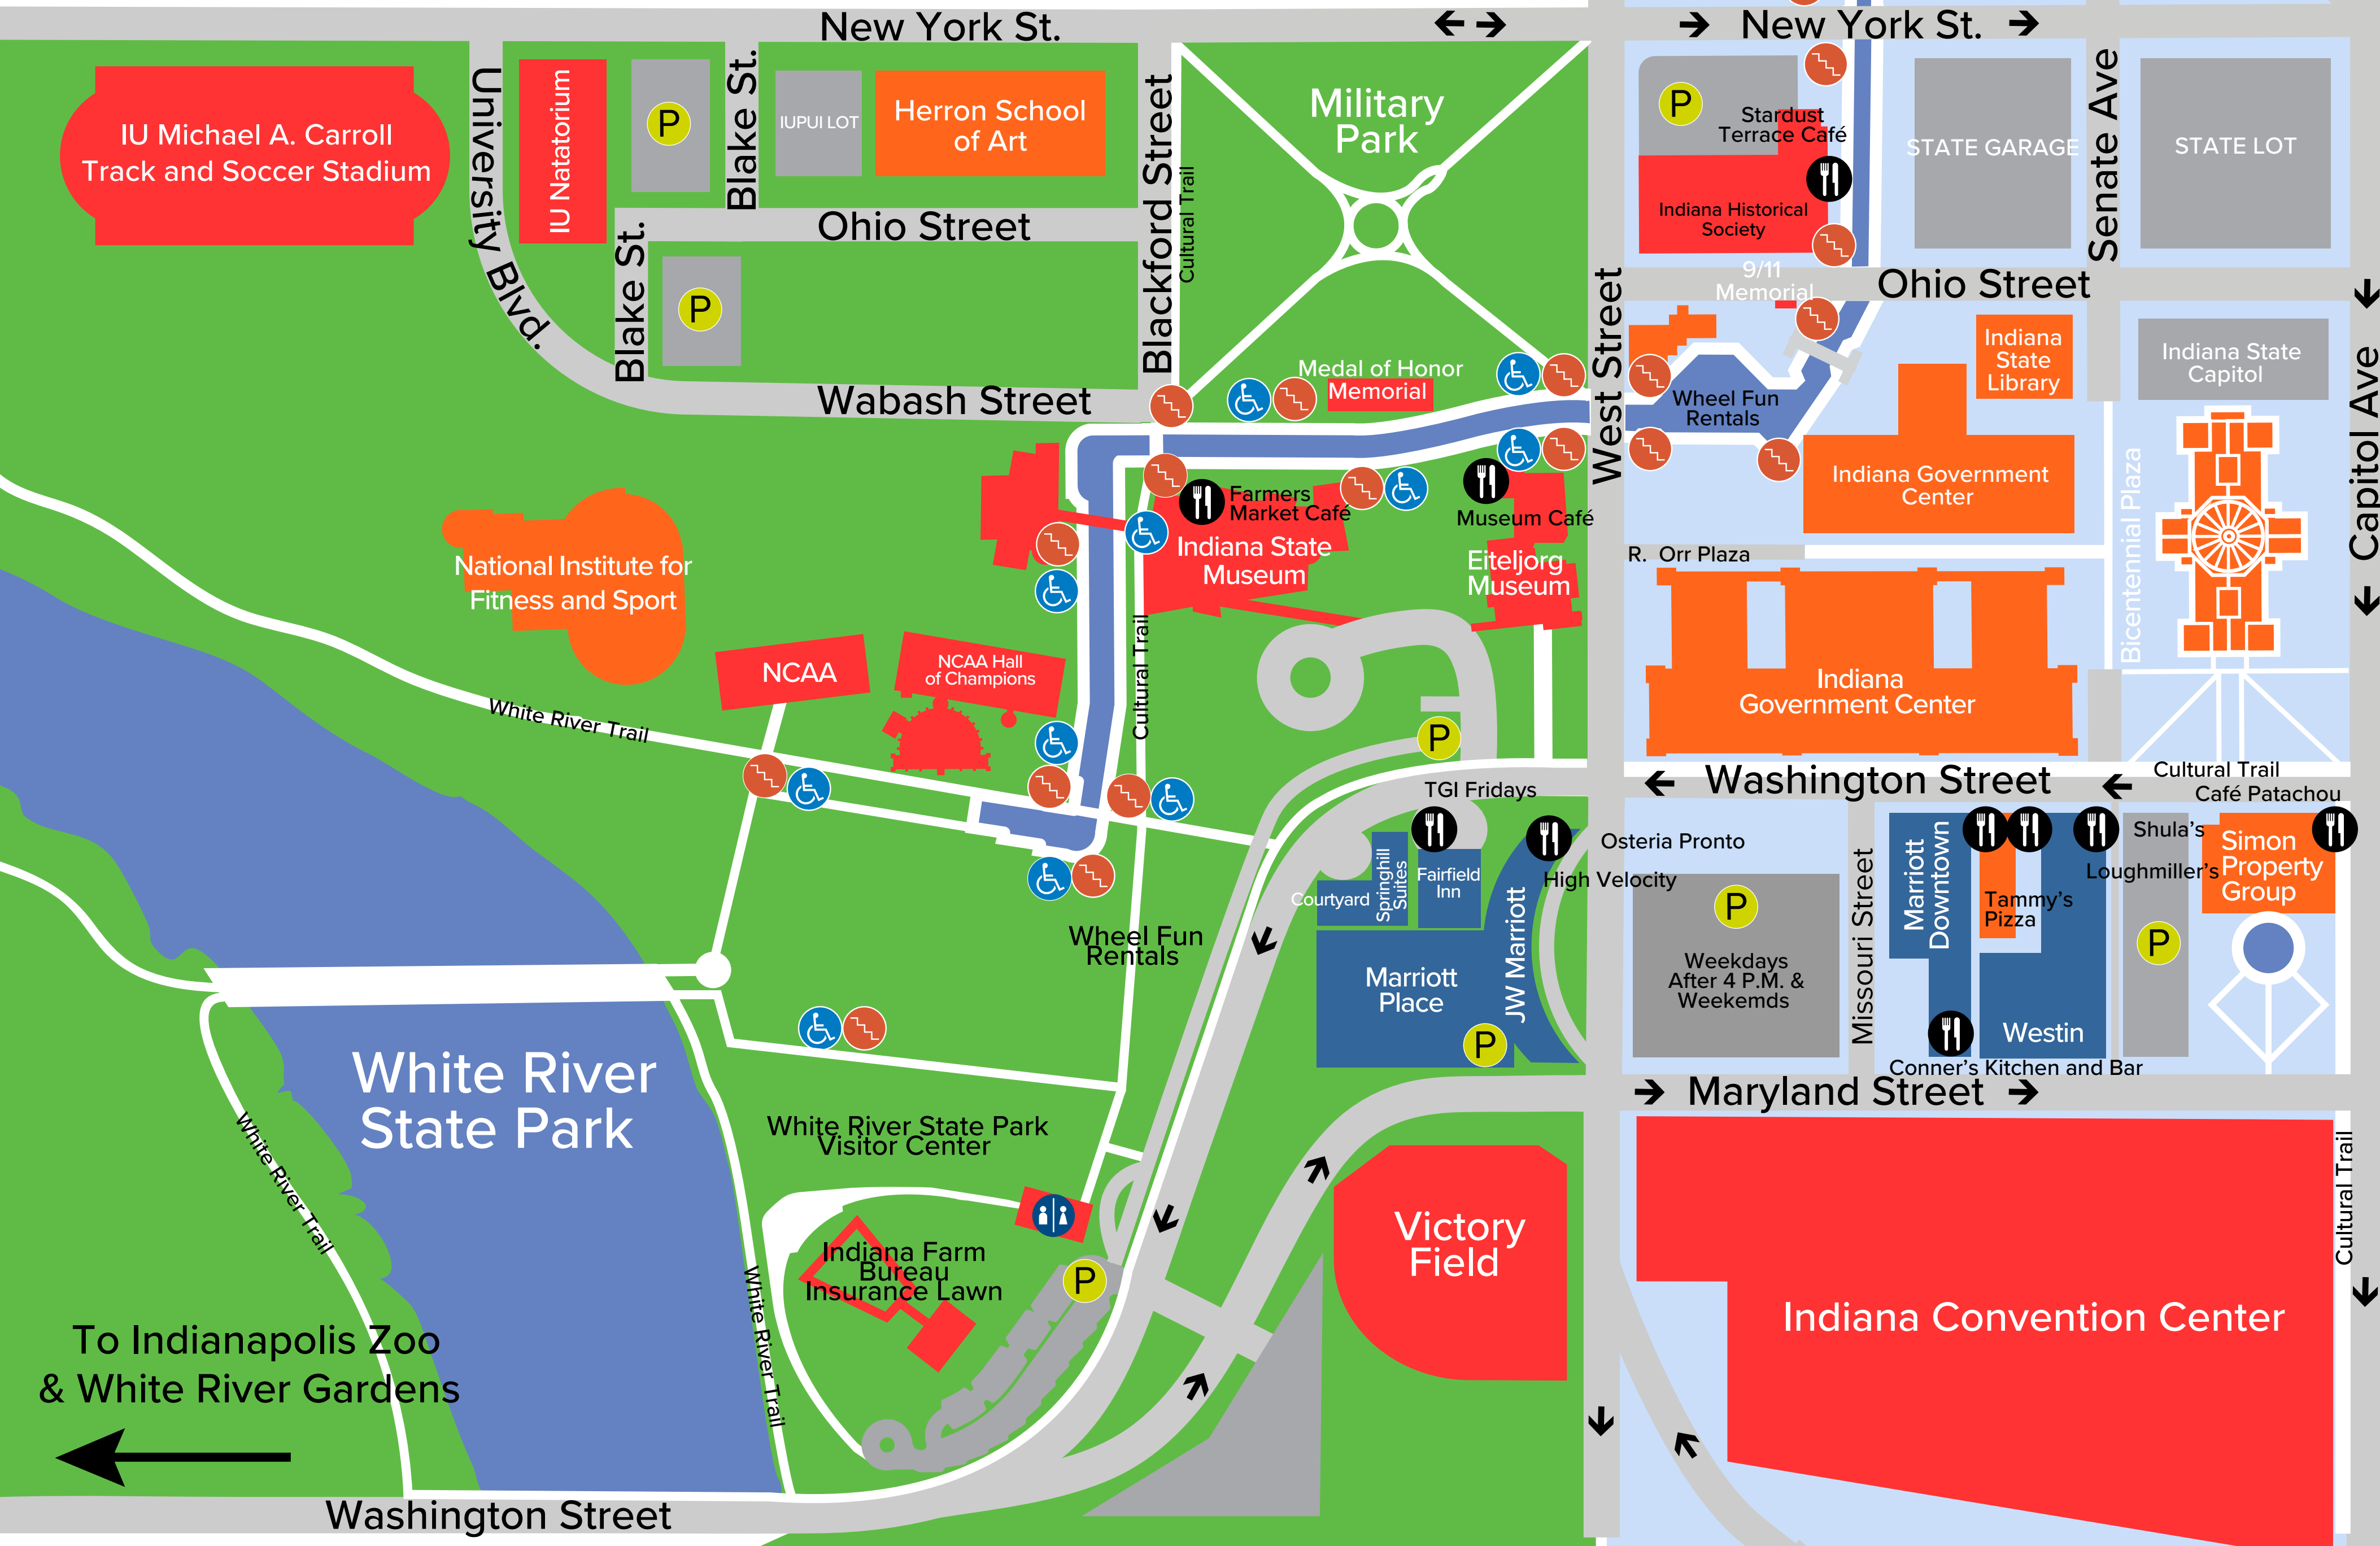 New York St.
New York St.
IU Michael A. Carroll
Track and Soccer Stadium
University Blvd.
IU Natatorium
P
Blake St.
IUPUI LOT
Herron School
of Art
Blackford Street
Cultural Trail
Military
Park
P
Stardust
Terrace Café
Indiana Historical
Society
STATE GARAGE
Senate Ave
STATE LOT
Ohio Street
Blake St.
P
9/11
Memorial
Ohio Street
West Street
Indiana
State
Library
Indiana State
Capitol
Capitol Ave
Wabash Street
Medal of Honor
Memorial
Wheel Fun
Rentals
Indiana Government
Center
Bicentennial Plaza
Farmers
Market Café
Museum Café
Indiana State
Museum
Eiteljorg
Museum
R. Orr Plaza
National Institute for
Fitness and Sport
NCAA
NCAA Hall
of Champions
Cultural Trail
White River Trail
P
Indiana
Government Center
Washington Street
Cultural Trail
Café Patachou
TGI Fridays
Osteria Pronto
High Velocity
Courtyard
Springhill
Suites
Fairfield
Inn
JW Marriott
Marriott
Place
P
P
Weekdays
After 4 P.M. &
Weekemds
Missouri Street
Marriott
Downtown
Tammy's
Pizza
Shula's
Loughmiller's
Simon
Property
Group
P
Westin
Conner's Kitchen and Bar
Wheel Fun
Rentals
Maryland Street
White River
State Park
White River Trail
White River State Park
Visitor Center
Indiana Farm
Bureau
Insurance Lawn
P
White River Trail
Victory
Field
Indiana Convention Center
Cultural Trail
To Indianapolis Zoo
& White River Gardens
Washington Street